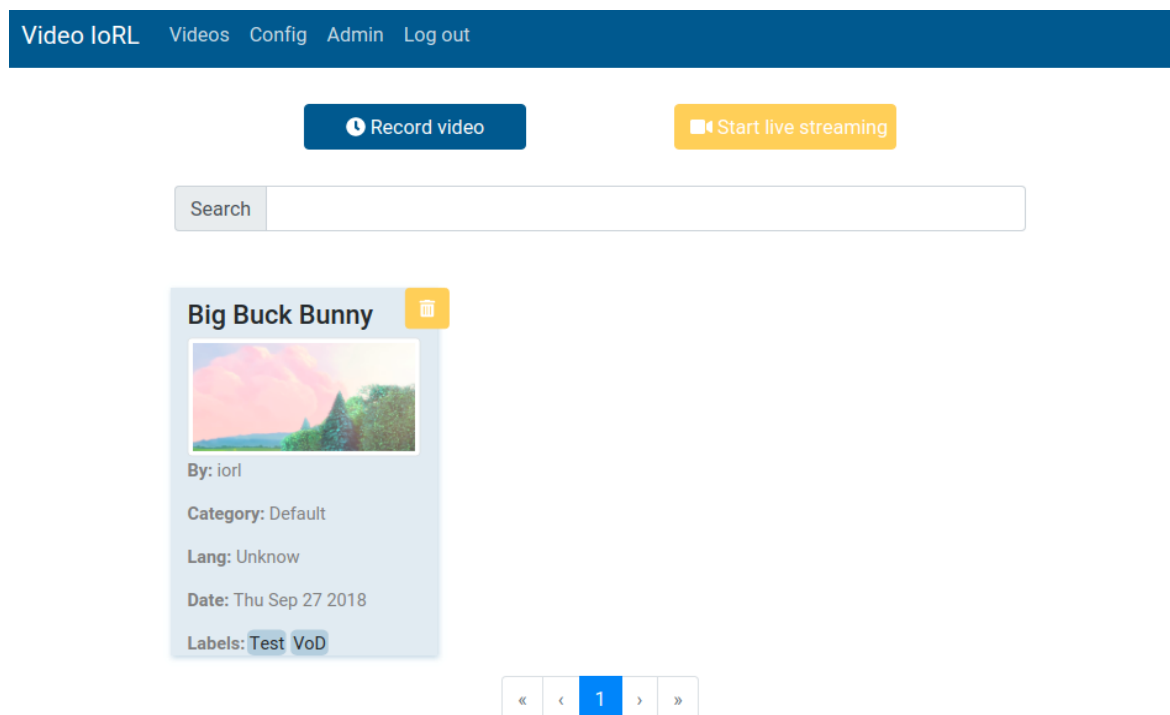 Video IoRL Videos Config Admin Log out
Record video Start live streaming
Search
Big Buck Bunny
By: iorl
Category: Default
Lang: Unknow
Date: Thu Sep 27 2018
Labels: Test VoD
« ‹ 1 › »